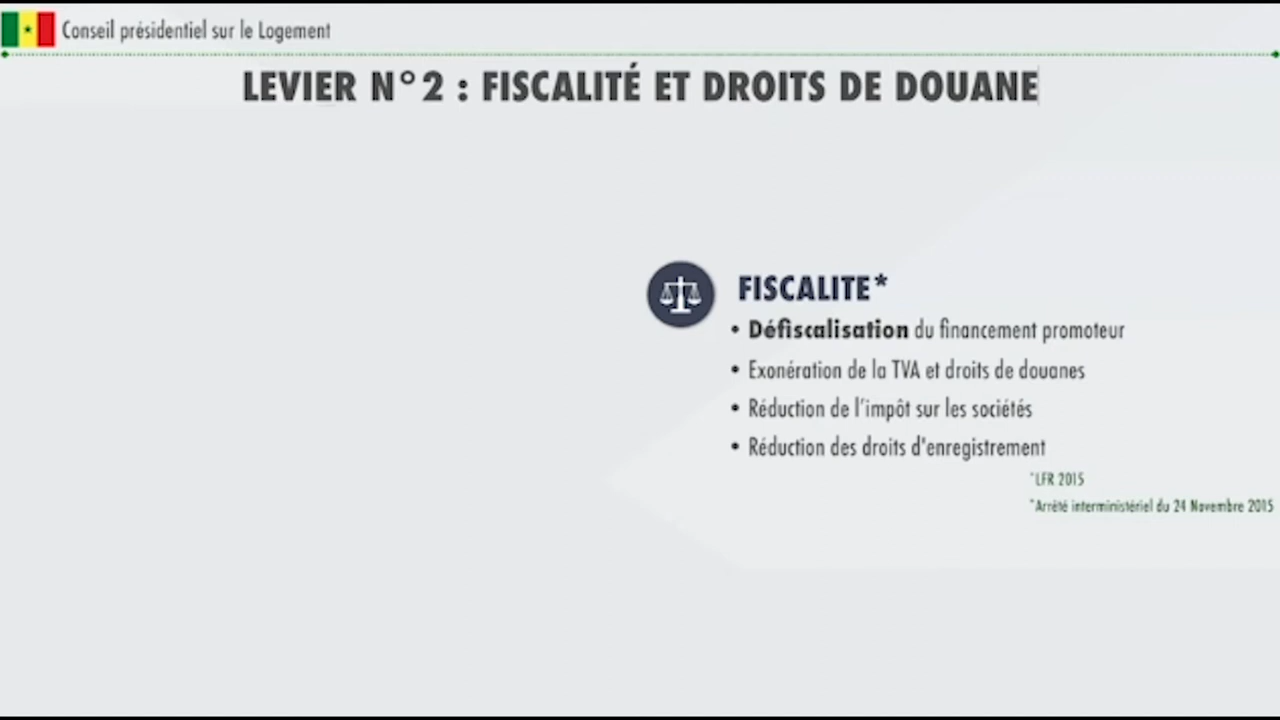 Conseil présidentiel sur le Logement
LEVIER N°2 : FISCALITÉ ET DROITS DE DOUANE
FISCALITE*
• Défiscalisation du financement promoteur
• Exonération de la TVA et droits de douanes
• Réduction de l'impôt sur les sociétés
• Réduction des droits d'enregistrement
*LFR 2015
*Arrêté interministériel du 24 Novembre 2015